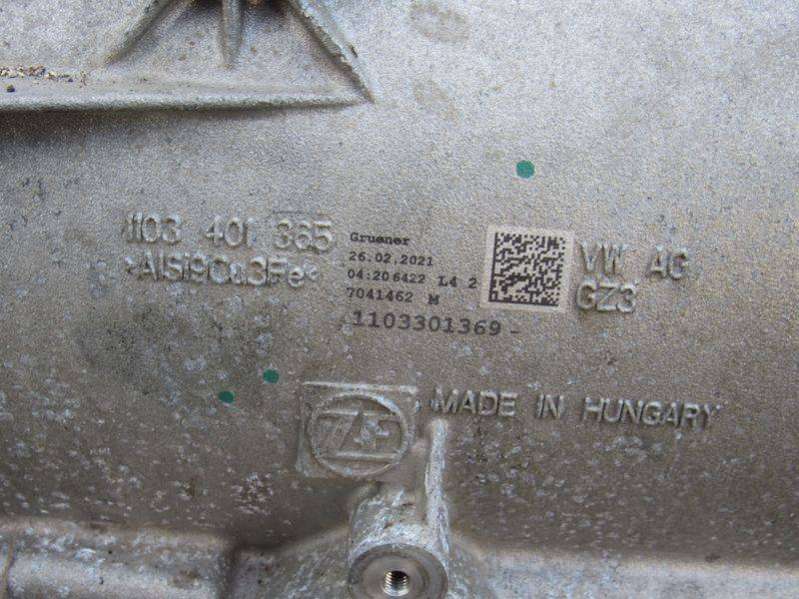 1103 401 365
>AlSi9Cu3Fe<
Gruener
26.02.2021
04:206422 L4 2
7041462 M
1103301369-
VW AG
GZ3
ZF
MADE IN HUNGARY